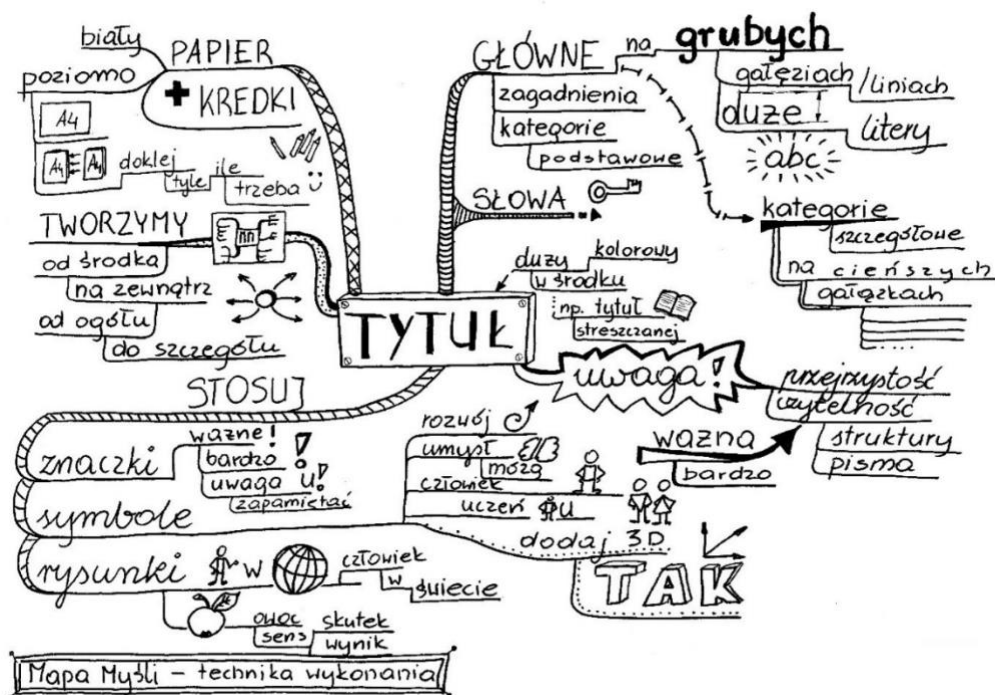 biały
poziomo
PAPIER
+ KREDKI
A4
A4 A4
doklej
tyle
ile
trzeba
TWORZYMY
od środka
na zewnątrz
od ogółu
do szczegółu
GŁÓWNE
na
grubych
gałęziach
/liniach
duże
litery
abc
zagadnienia
kategorie
podstawowe
SŁOWA
kategorie
szczegółowe
na cieńszych
gałązkach
TYTUŁ
duży
kolorowy
w środku
np. tytuł
streszczanej
uwaga!
przejrzystość
czytelność
struktury
pisma
ważna
bardzo
STOSUJ
znaczki
ważne!
bardzo !
uwaga u!
zapamiętać
symbole
rozwój
umysł
mózg
człowiek
uczeń
u
dodaj 3D
TAK
rysunki
w
człowiek
w
świecie
owoc
sens
skutek
wynik
Mapa Myśli – technika wykonania